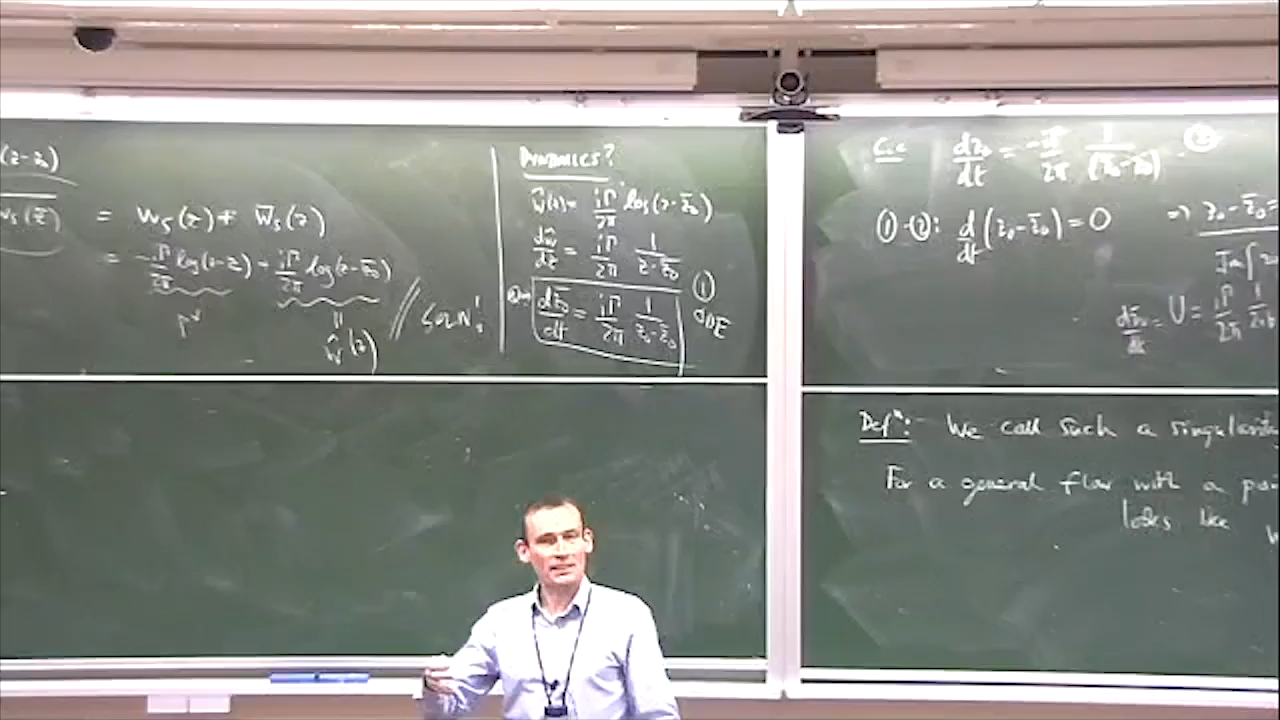 (z-z₀)
w_s(z̄) = w_s(z) + w̄_s(z)
= -iΓ/2π log(z-z₀) + iΓ/2π log(z-z̄₀)
pv
ŵ(z)
// SOLN!
DYNAMICS?
ŵ(z) = iΓ/2π log(z-z̄₀)
dŵ/dz = iΓ/2π 1/(z-z̄₀)
dz̄₀/dt = iΓ/2π 1/(z₀-z̄₀) ①
ODE
C.c dz₀/dt = -iΓ/2π 1/(z̄₀-z₀) ②
①-②: d/dt (z₀-z̄₀) = 0 ⇒ z₀-z̄₀ =
dz̄₀/dt = U = iΓ/2π
Defⁿ:- We call such a singularity
For a general flow with a
looks like